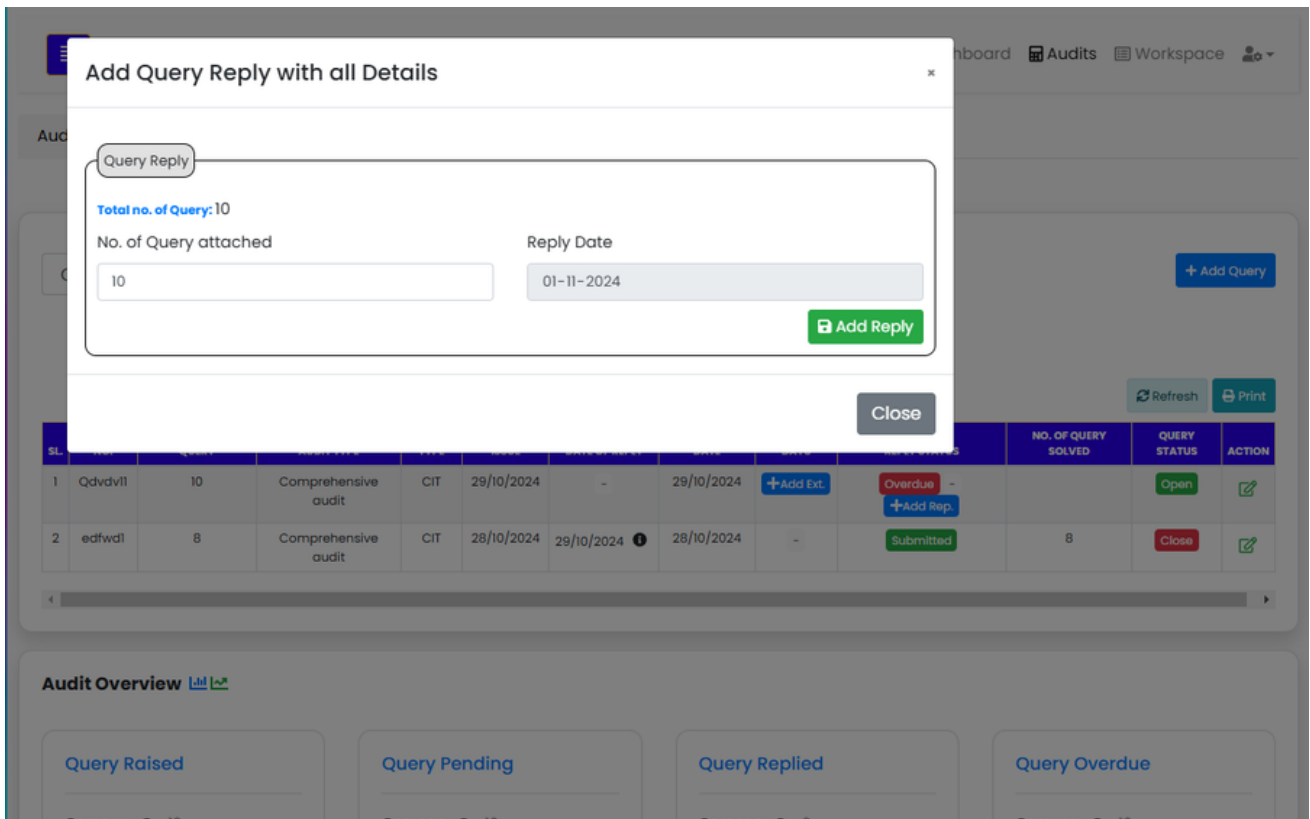 Add Query Reply with all Details
×
Audits
Workspace
Query Reply
Total no. of Query: 10
No. of Query attached
Reply Date
10
01-11-2024
+ Add Query
Add Reply
Close
Refresh
Print
SL.
NO. OF QUERY SOLVED
QUERY STATUS
ACTION
1 Qdvdv11 10 Comprehensive audit CIT 29/10/2024 - 29/10/2024 +Add Ext. Overdue - +Add Rep. Open
2 edfwd1 8 Comprehensive audit CIT 28/10/2024 29/10/2024 28/10/2024 - Submitted 8 Close
Audit Overview
Query Raised
Query Pending
Query Replied
Query Overdue